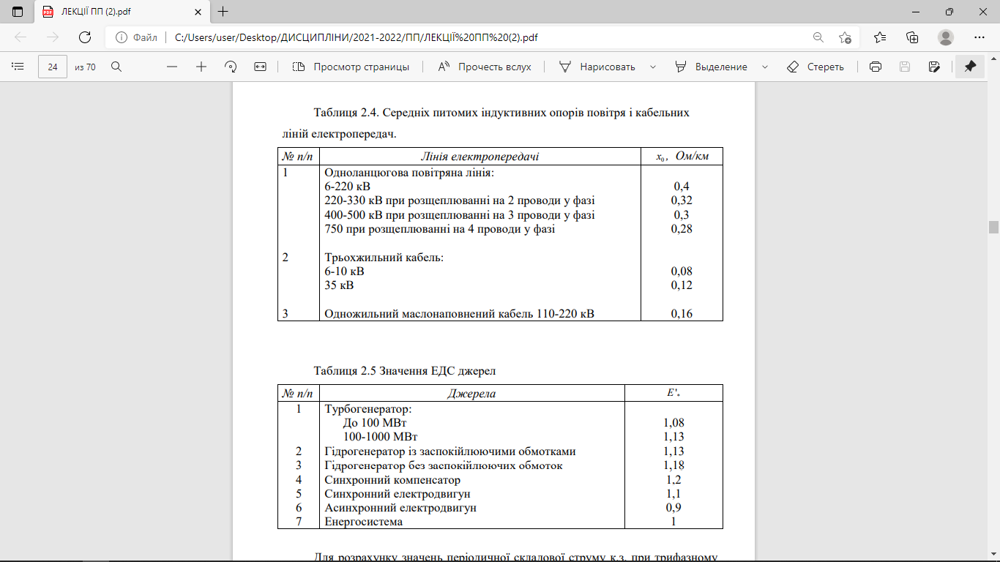 ЛЕКЦІЇ ПП (2).pdf
Файл C:/Users/user/Desktop/ДИСЦИПЛІНИ/2021-2022/ПП/ЛЕКЦІЇ%20ПП%20(2).pdf
24 из 70 Просмотр страницы Прочесть вслух Нарисовать Выделение Стереть
Таблиця 2.4. Середніх питомих індуктивних опорів повітря і кабельних
ліній електропередач.
№ п/п Лінія електропередачі x₀, Ом/км
1 Одноланцюгова повітряна лінія:
6-220 кВ 0,4
220-330 кВ при розщеплюванні на 2 проводи у фазі 0,32
400-500 кВ при розщеплюванні на 3 проводи у фазі 0,3
750 при розщеплюванні на 4 проводи у фазі 0,28
2 Трьохжильний кабель:
6-10 кВ 0,08
35 кВ 0,12
3 Одножильний маслонаповнений кабель 110-220 кВ 0,16
Таблиця 2.5 Значення ЕДС джерел
№ п/п Джерела E'*
1 Турбогенератор:
До 100 МВт 1,08
100-1000 МВт 1,13
2 Гідрогенератор із заспокійлюючими обмотками 1,13
3 Гідрогенератор без заспокійлюючих обмоток 1,18
4 Синхронний компенсатор 1,2
5 Синхронний електродвигун 1,1
6 Асинхронний електродвигун 0,9
7 Енергосистема 1
Для розрахунку значень періодичної складової струму к.з. при трифазному